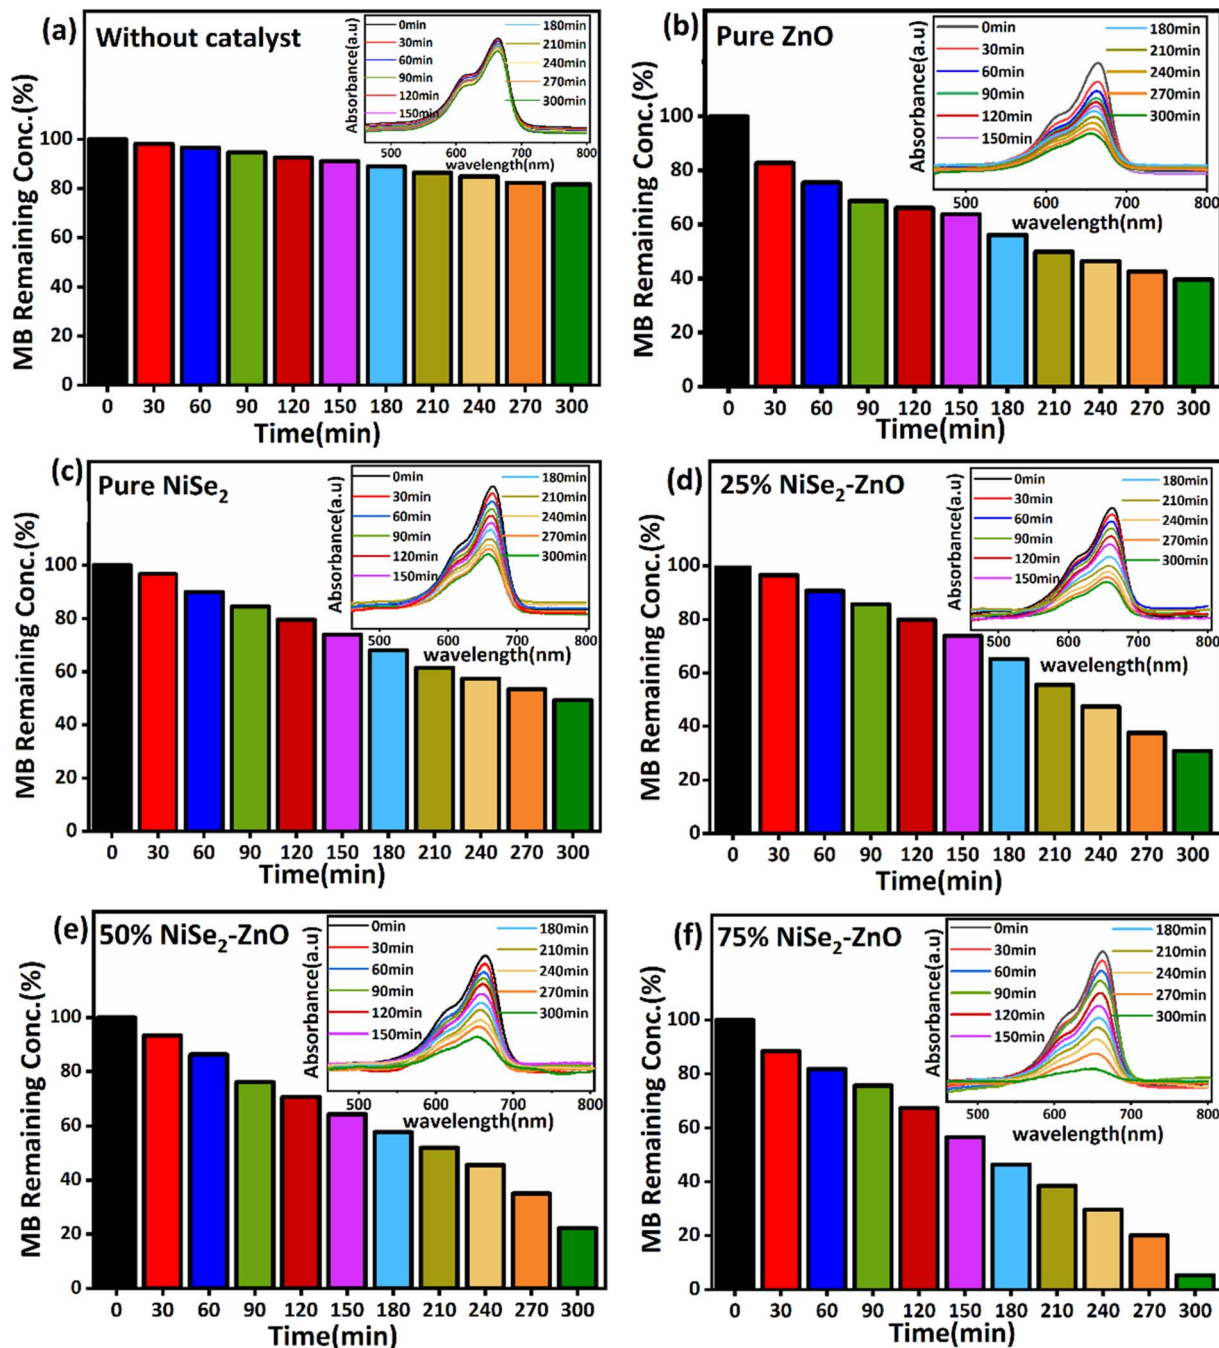 (a)
Without catalyst
Absorbance(a.u)
0min
30min
60min
90min
120min
150min
180min
210min
240min
270min
300min
500 600 700 800
wavelength(nm)
MB Remaining Conc.(%)
100
80
60
40
20
0
0 30 60 90 120 150 180 210 240 270 300
Time(min)
(b)
Pure ZnO
Absorbance(a.u)
0min
30min
60min
90min
120min
150min
180min
210min
240min
270min
300min
500 600 700 800
wavelength(nm)
MB Remaining Conc.(%)
100
80
60
40
20
0
0 30 60 90 120 150 180 210 240 270 300
Time(min)
(c)
Pure NiSe₂
Absorbance(a.u)
0min
30min
60min
90min
120min
150min
180min
210min
240min
270min
300min
500 600 700 800
wavelength(nm)
MB Remaining Conc.(%)
100
80
60
40
20
0
0 30 60 90 120 150 180 210 240 270 300
Time(min)
(d)
25% NiSe₂-ZnO
Absorbance(a.u)
0min
30min
60min
90min
120min
150min
180min
210min
240min
270min
300min
500 600 700 800
wavelength(nm)
MB Remaining Conc.(%)
100
80
60
40
20
0
0 30 60 90 120 150 180 210 240 270 300
Time(min)
(e)
50% NiSe₂-ZnO
Absorbance(a.u)
0min
30min
60min
90min
120min
150min
180min
210min
240min
270min
300min
500 600 700 800
wavelength(nm)
MB Remaining Conc.(%)
100
80
60
40
20
0
0 30 60 90 120 150 180 210 240 270 300
Time(min)
(f)
75% NiSe₂-ZnO
Absorbance(a.u)
0min
30min
60min
90min
120min
150min
180min
210min
240min
270min
300min
500 600 700 800
wavelength(nm)
MB Remaining Conc.(%)
100
80
60
40
20
0
0 30 60 90 120 150 180 210 240 270 300
Time(min)